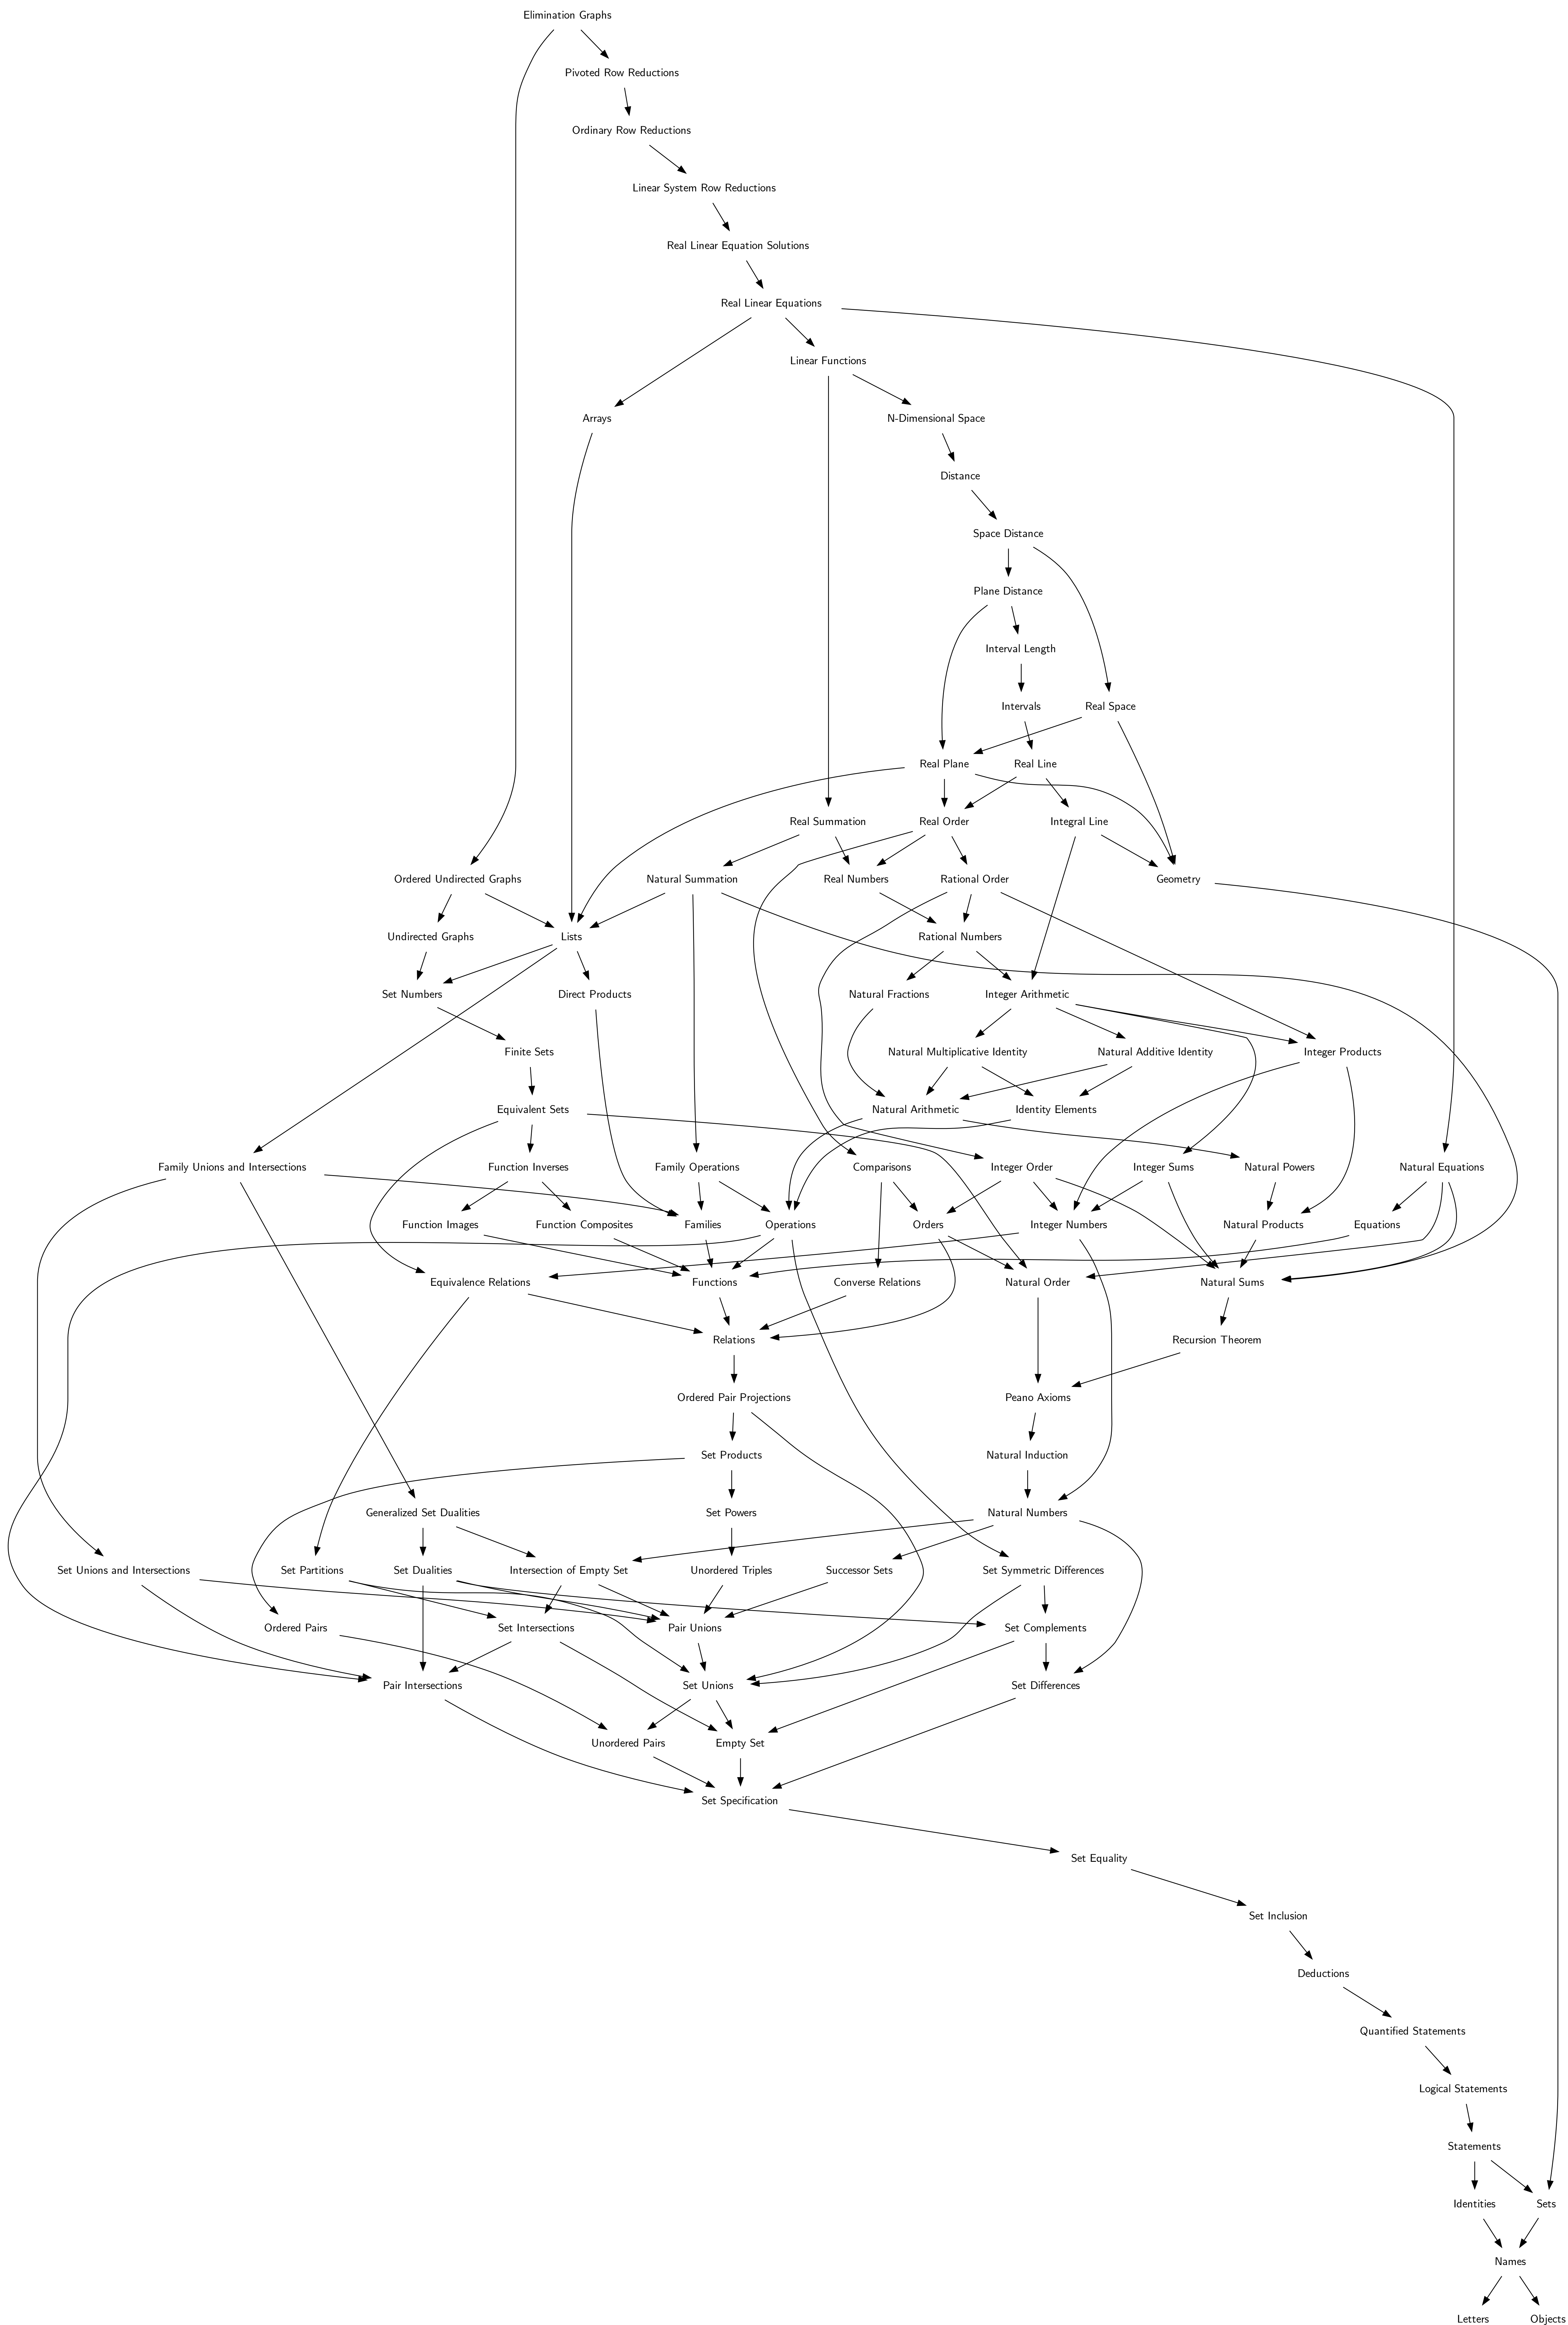 Elimination Graphs
Pivoted Row Reductions
Ordinary Row Reductions
Linear System Row Reductions
Real Linear Equation Solutions
Real Linear Equations
Linear Functions
Arrays
N-Dimensional Space
Distance
Space Distance
Plane Distance
Interval Length
Intervals
Real Space
Real Plane
Real Line
Real Summation
Real Order
Integral Line
Ordered Undirected Graphs
Natural Summation
Real Numbers
Rational Order
Geometry
Undirected Graphs
Lists
Rational Numbers
Set Numbers
Direct Products
Natural Fractions
Integer Arithmetic
Finite Sets
Natural Multiplicative Identity
Natural Additive Identity
Integer Products
Equivalent Sets
Natural Arithmetic
Identity Elements
Family Unions and Intersections
Function Inverses
Family Operations
Comparisons
Integer Order
Integer Sums
Natural Powers
Natural Equations
Function Images
Function Composites
Families
Operations
Orders
Integer Numbers
Natural Products
Equations
Equivalence Relations
Functions
Converse Relations
Natural Order
Natural Sums
Relations
Recursion Theorem
Ordered Pair Projections
Peano Axioms
Set Products
Natural Induction
Generalized Set Dualities
Set Powers
Natural Numbers
Set Unions and Intersections
Set Partitions
Set Dualities
Intersection of Empty Set
Unordered Triples
Successor Sets
Set Symmetric Differences
Ordered Pairs
Set Intersections
Pair Unions
Set Complements
Pair Intersections
Set Unions
Set Differences
Unordered Pairs
Empty Set
Set Specification
Set Equality
Set Inclusion
Deductions
Quantified Statements
Logical Statements
Statements
Identities
Sets
Names
Letters
Objects